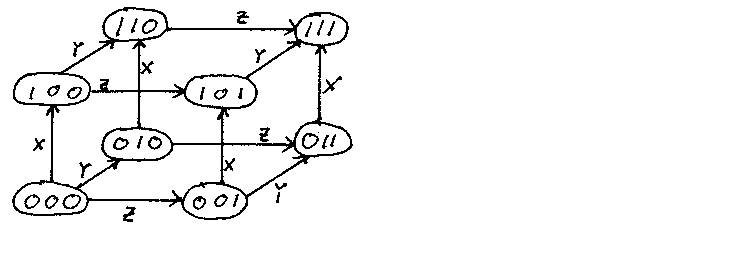 110 Z 111
Y X Y
100 Z 101 X
X 010 Z 011
Y X Y
000 Z 001